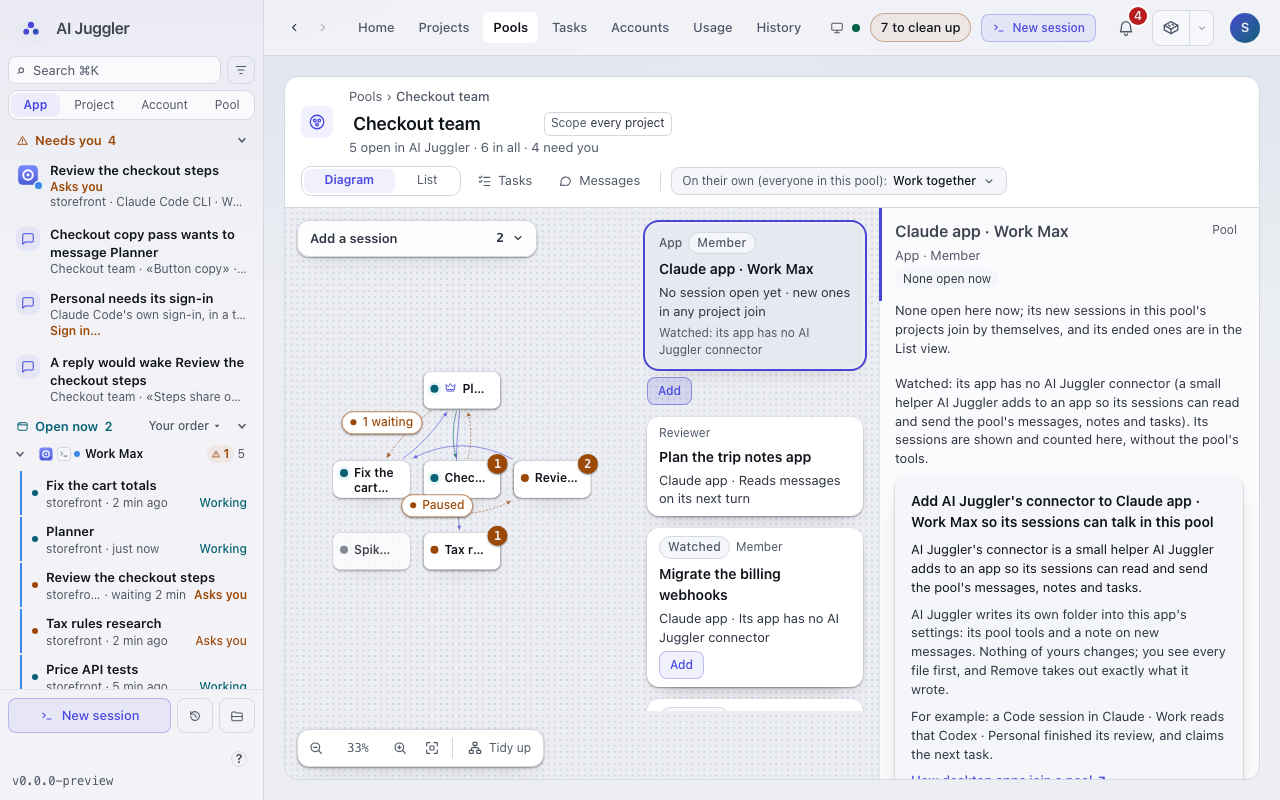 AI Juggler
Search ⌘K
App
Project
Account
Pool
Needs you 4
Review the checkout steps
Asks you
storefront · Claude Code CLI · W…
Checkout copy pass wants to
message Planner
Checkout team · «Button copy» ·…
Personal needs its sign-in
Claude Code's own sign-in, in a t…
Sign in…
A reply would wake Review the
checkout steps
Checkout team · «Steps share o…
Open now 2
Your order
Work Max
1
5
Fix the cart totals
storefront · 2 min ago
Working
Planner
storefront · just now
Working
Review the checkout steps
storefro… · waiting 2 min
Asks you
Tax rules research
storefront · 2 min ago
Asks you
Price API tests
storefront · 5 min ago
Working
New session
?
v0.0.0-preview
Home
Projects
Pools
Tasks
Accounts
Usage
History
7 to clean up
New session
4
S
Pools › Checkout team
Checkout team
Scope every project
5 open in AI Juggler · 6 in all · 4 need you
Diagram
List
Tasks
Messages
On their own (everyone in this pool): Work together
Add a session
2
Pl…
1 waiting
Fix the
cart…
Chec…
1
Revie…
2
Paused
Spik…
Tax r…
1
33%
Tidy up
App
Member
Claude app · Work Max
No session open yet · new ones
in any project join
Watched: its app has no AI
Juggler connector
Add
Reviewer
Plan the trip notes app
Claude app · Reads messages
on its next turn
Watched
Member
Migrate the billing
webhooks
Claude app · Its app has no AI
Juggler connector
Add
Claude app · Work Max
Pool
App · Member
None open now
None open here now; its new sessions in this pool's
projects join by themselves, and its ended ones are in the
List view.
Watched: its app has no AI Juggler connector (a small
helper AI Juggler adds to an app so its sessions can read
and send the pool's messages, notes and tasks). Its
sessions are shown and counted here, without the pool's
tools.
Add AI Juggler's connector to Claude app ·
Work Max so its sessions can talk in this pool
AI Juggler's connector is a small helper AI Juggler
adds to an app so its sessions can read and send
the pool's messages, notes and tasks.
AI Juggler writes its own folder into this app's
settings: its pool tools and a note on new
messages. Nothing of yours changes; you see every
file first, and Remove takes out exactly what it
wrote.
For example: a Code session in Claude · Work reads
that Codex · Personal finished its review, and claims
the next task.
How desktop apps join a pool ↗